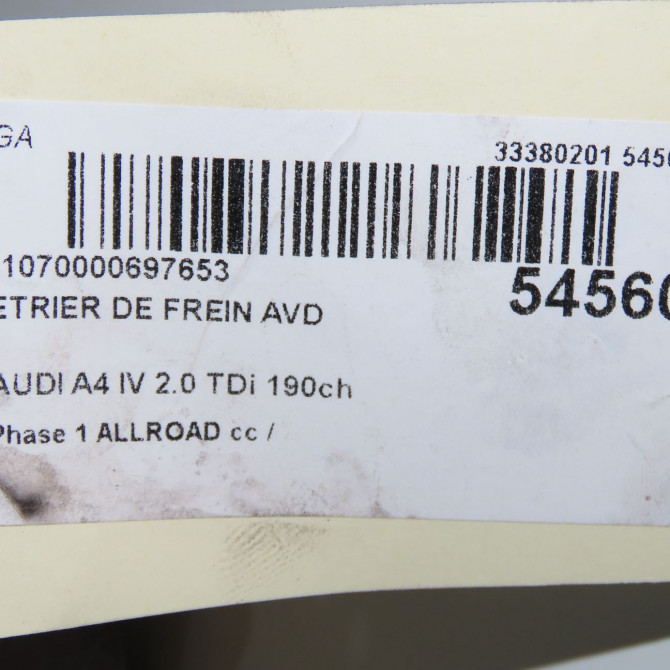 GA
33380201 5456
1070000697653
54560
ETRIER DE FREIN AVD
AUDI A4 IV 2.0 TDi 190ch
Phase 1 ALLROAD cc /